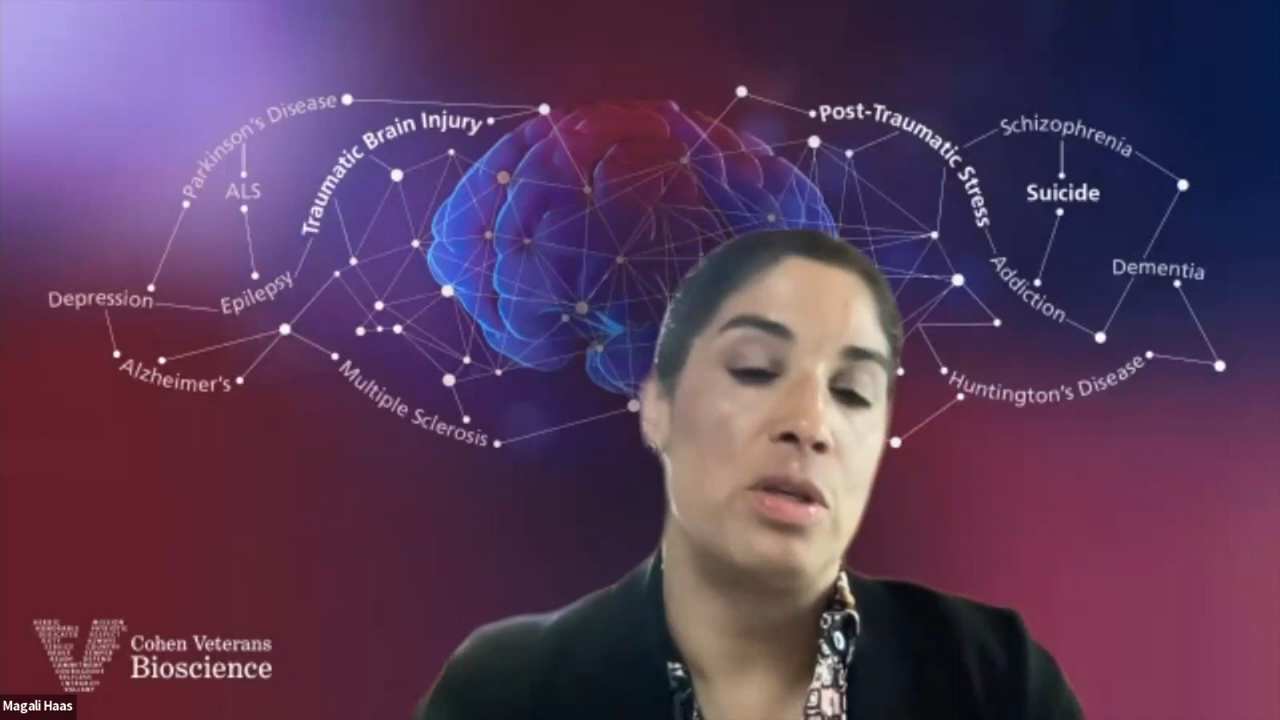 Parkinson's Disease
Traumatic Brain Injury
ALS
Depression
Epilepsy
Alzheimer's
Multiple Sclerosis
Post-Traumatic Stress
Schizophrenia
Suicide
Addiction
Dementia
Huntington's Disease
Cohen Veterans
Bioscience
Magali Haas